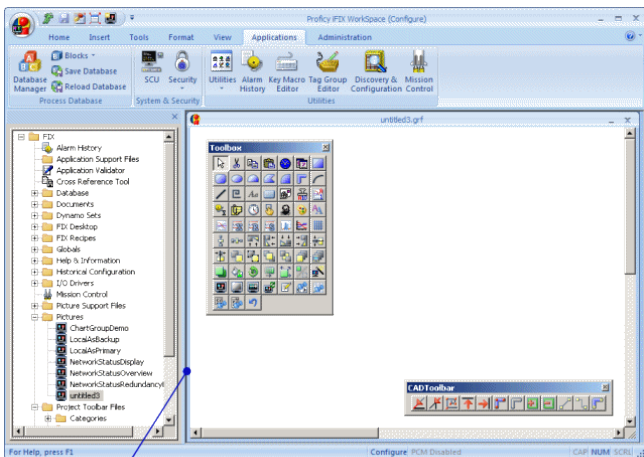 Proficy iFIX WorkSpace (Configure)
Home Insert Tools Format View Applications Administration
Database Manager
Blocks
Save Database
Reload Database
SCU
Security
Utilities
Alarm History
Key Macro Editor
Tag Group Editor
Discovery & Configuration
Mission Control
Process Database
System & Security
Utilities
untitled3.grf
FIX
Alarm History
Application Support Files
Application Validator
Cross Reference Tool
Database
Documents
Dynamo Sets
FIX Desktop
FIX Recipes
Globals
Help & Information
Historical Configuration
I/O Drivers
Mission Control
Picture Support Files
Pictures
ChartGroupDemo
LocalAsBackup
LocalAsPrimary
NetworkStatusDisplay
NetworkStatusOverview
NetworkStatusRedundancy
untitled3
Project Toolbar Files
Categories
Toolbox
Aa
CADToolbar
For Help, press F1
Configure PCM Disabled
CAP NUM SCRL